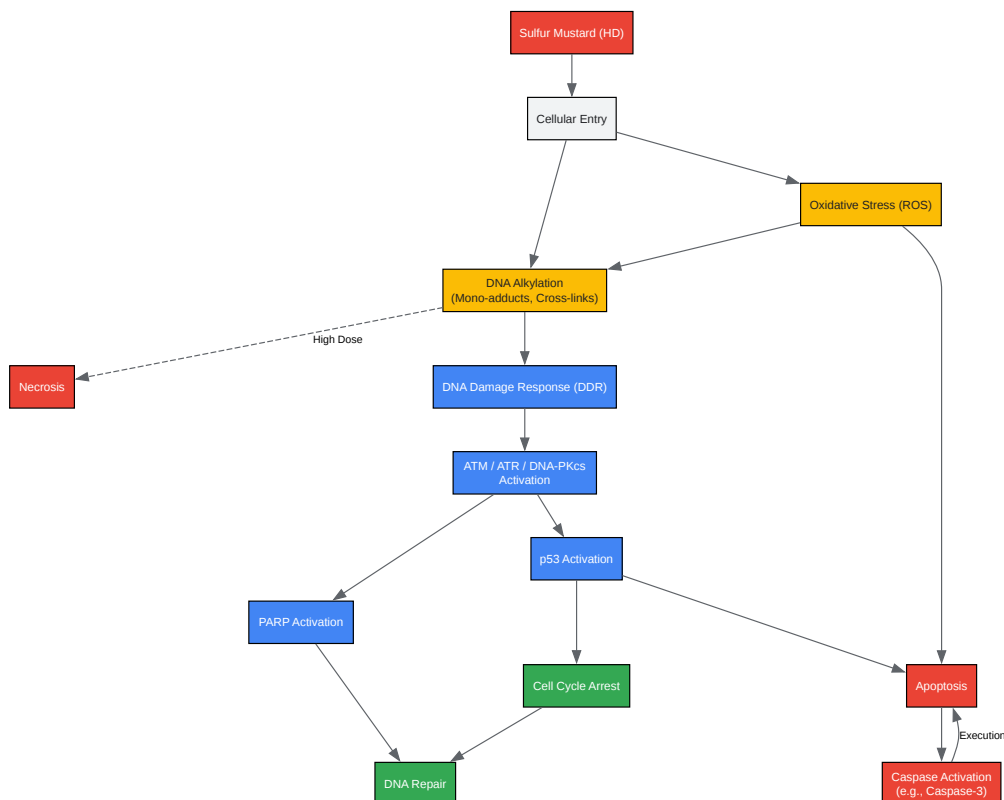 Sulfur Mustard (HD)
Cellular Entry
Oxidative Stress (ROS)
DNA Alkylation
(Mono-adducts, Cross-links)
High Dose
Necrosis
DNA Damage Response (DDR)
ATM / ATR / DNA-PKcs
Activation
p53 Activation
PARP Activation
Cell Cycle Arrest
Apoptosis
Execution
DNA Repair
Caspase Activation
(e.g., Caspase-3)